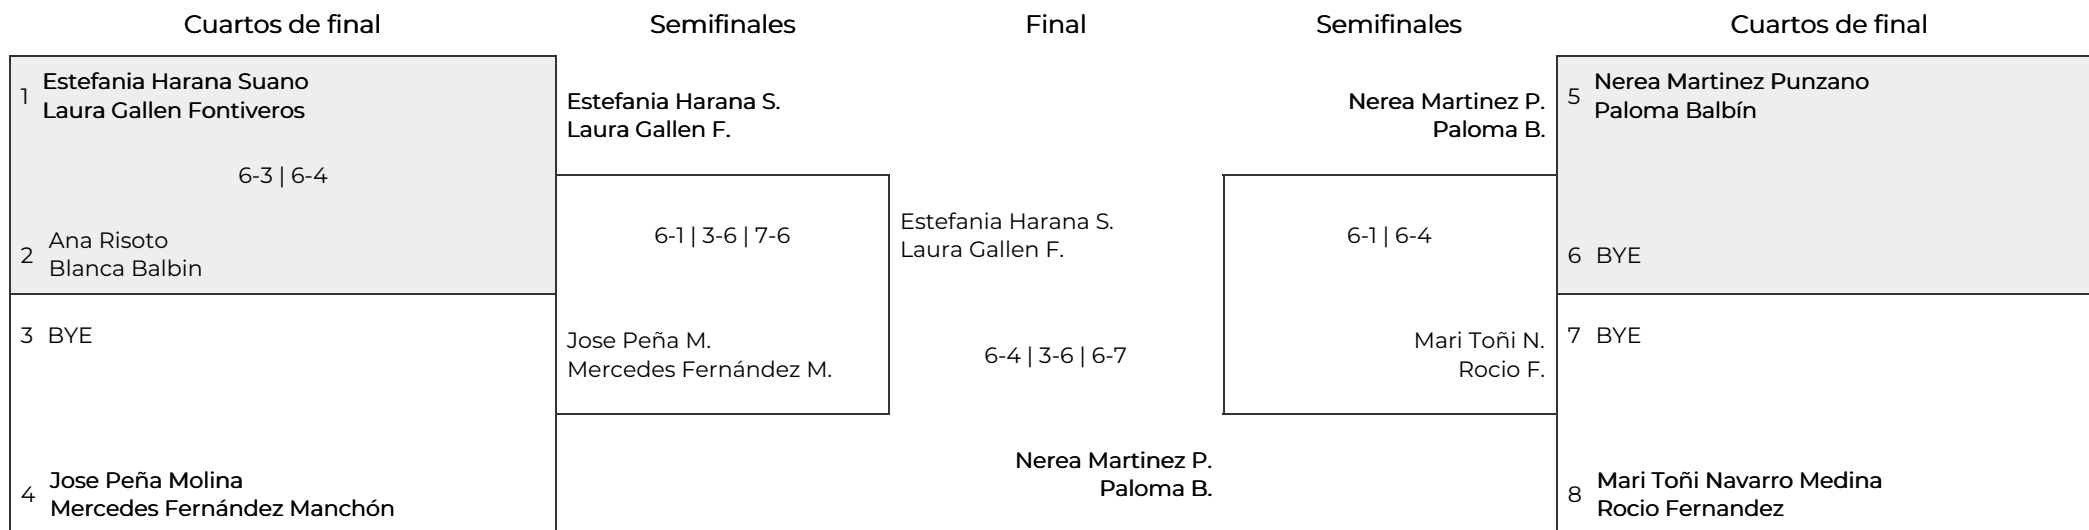 Cuartos de final
Semifinales
Final
Semifinales
Cuartos de final
1
Estefania Harana Suano
Laura Gallen Fontiveros
6-3 | 6-4
2
Ana Risoto
Blanca Balbin
3 BYE
4
Jose Peña Molina
Mercedes Fernández Manchón
Estefania Harana S.
Laura Gallen F.
6-1 | 3-6 | 7-6
Jose Peña M.
Mercedes Fernández M.
Estefania Harana S.
Laura Gallen F.
6-4 | 3-6 | 6-7
Nerea Martinez P.
Paloma B.
Nerea Martinez P.
Paloma B.
6-1 | 6-4
Mari Toñi N.
Rocio F.
5
Nerea Martinez Punzano
Paloma Balbín
6 BYE
7 BYE
8
Mari Toñi Navarro Medina
Rocio Fernandez